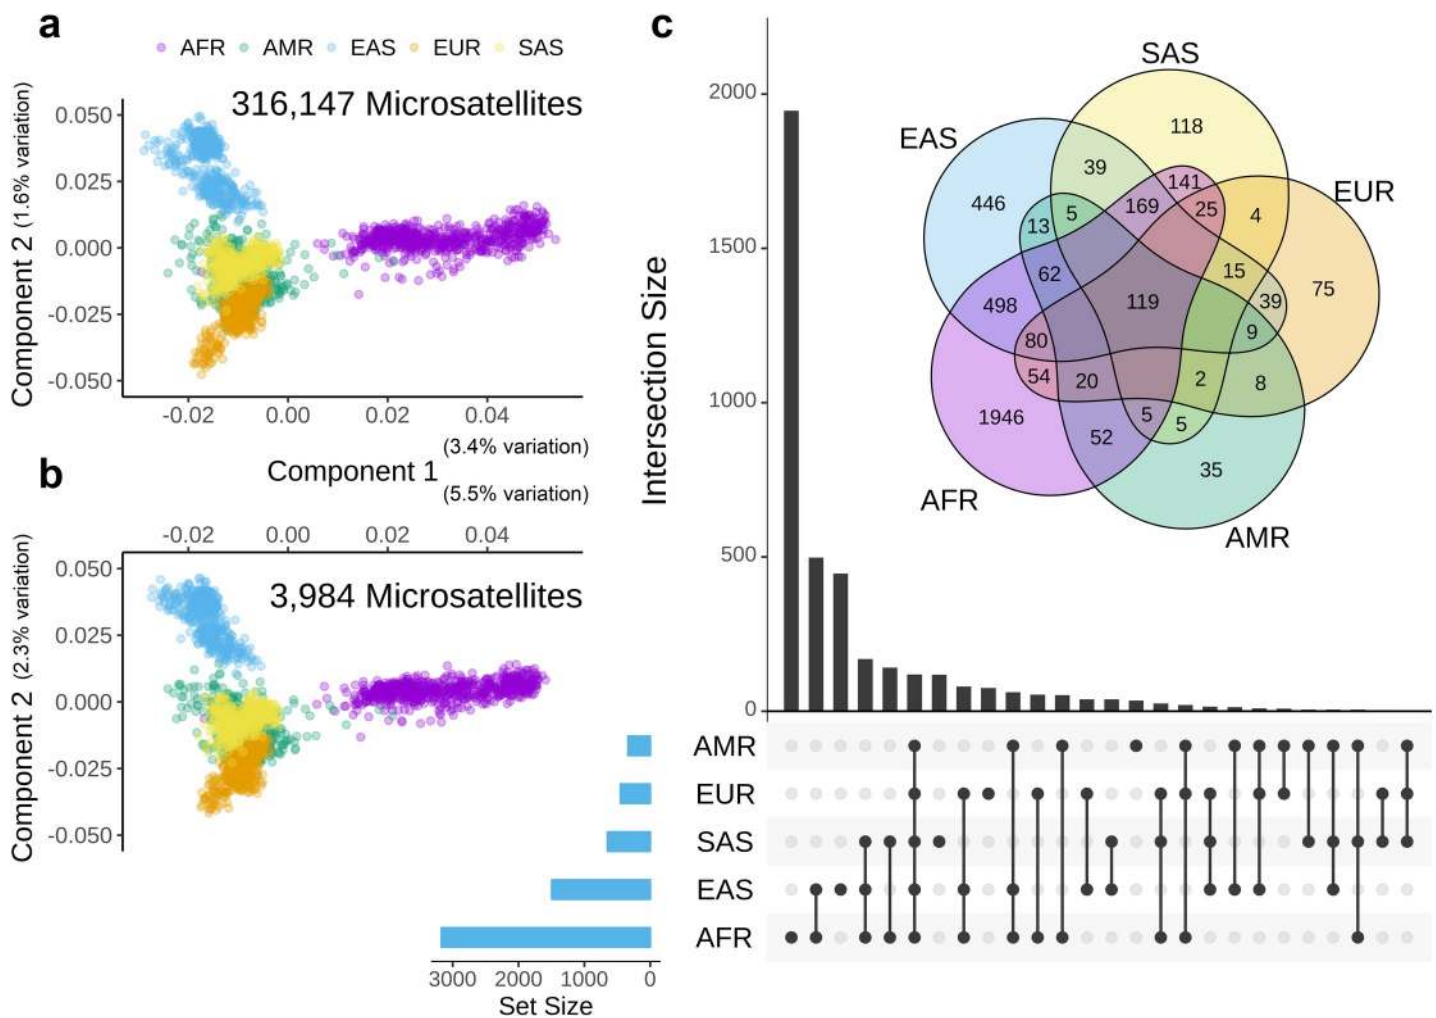 a
AFR AMR EAS EUR SAS
316,147 Microsatellites
Component 2 (1.6% variation)
0.050
0.025
0.000
-0.025
-0.050
-0.02 0.00 0.02 0.04
(3.4% variation)
Component 1
(5.5% variation)
b
-0.02 0.00 0.02 0.04
3,984 Microsatellites
Component 2 (2.3% variation)
0.050
0.025
0.000
-0.025
-0.050
3000 2000 1000 0
Set Size
c
Intersection Size
2000
1500
1000
500
0
SAS
EAS
EUR
AFR
AMR
118
39
446
141
169
25
4
5
13
15
75
62
119
39
498
9
80
54
20
2
8
1946
5
5
52
35
AMR
EUR
SAS
EAS
AFR